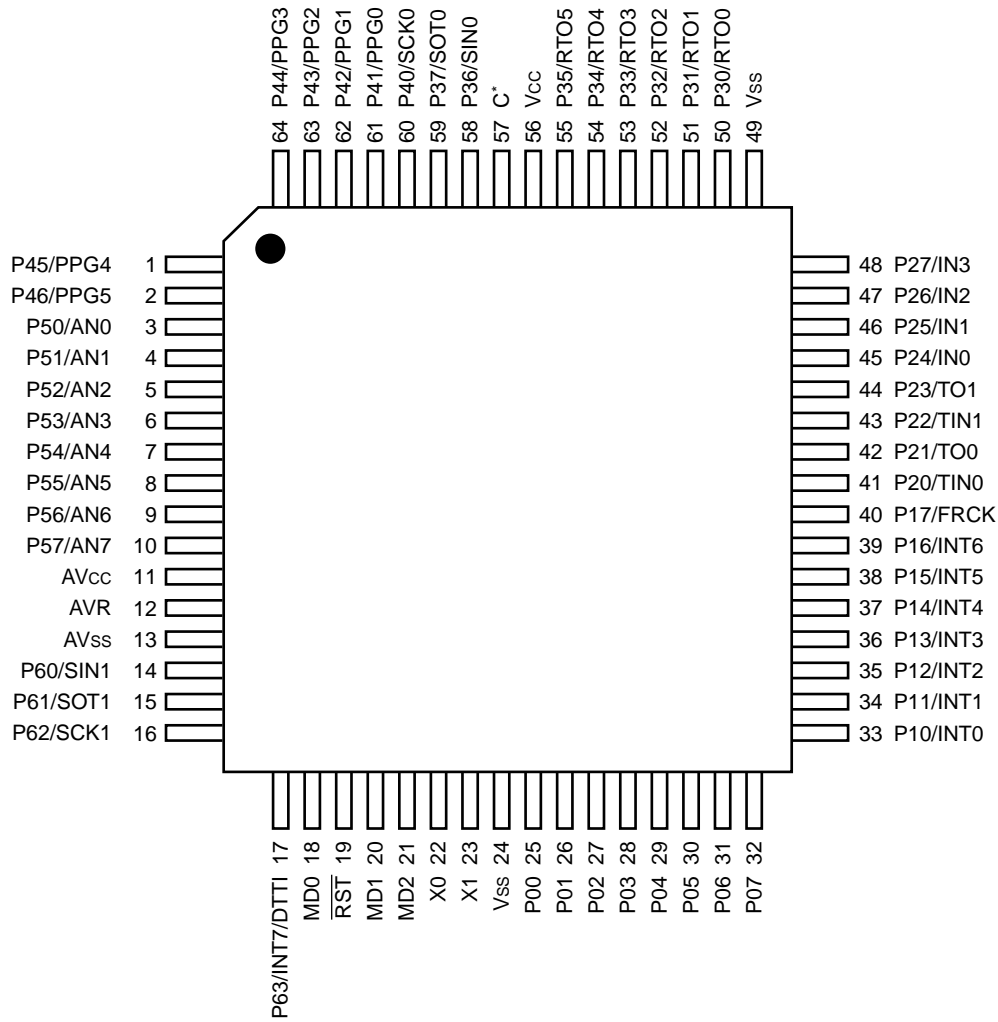 64 P44/PPG3
63 P43/PPG2
62 P42/PPG1
61 P41/PPG0
60 P40/SCK0
59 P37/SOT0
58 P36/SIN0
57 C*
56 Vcc
55 P35/RTO5
54 P34/RTO4
53 P33/RTO3
52 P32/RTO2
51 P31/RTO1
50 P30/RTO0
49 Vss
P45/PPG4 1
P46/PPG5 2
P50/AN0 3
P51/AN1 4
P52/AN2 5
P53/AN3 6
P54/AN4 7
P55/AN5 8
P56/AN6 9
P57/AN7 10
AVcc 11
AVR 12
AVss 13
P60/SIN1 14
P61/SOT1 15
P62/SCK1 16
48 P27/IN3
47 P26/IN2
46 P25/IN1
45 P24/IN0
44 P23/TO1
43 P22/TIN1
42 P21/TO0
41 P20/TIN0
40 P17/FRCK
39 P16/INT6
38 P15/INT5
37 P14/INT4
36 P13/INT3
35 P12/INT2
34 P11/INT1
33 P10/INT0
P63/INT7/DTTI 17
MD0 18
RST 19
MD1 20
MD2 21
X0 22
X1 23
Vss 24
P00 25
P01 26
P02 27
P03 28
P04 29
P05 30
P06 31
P07 32